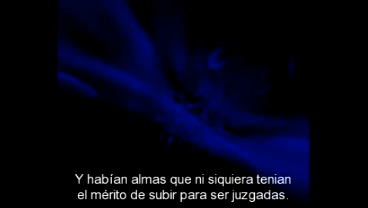 Y habían almas que ni siquiera tenian
el mérito de subir para ser juzgadas.